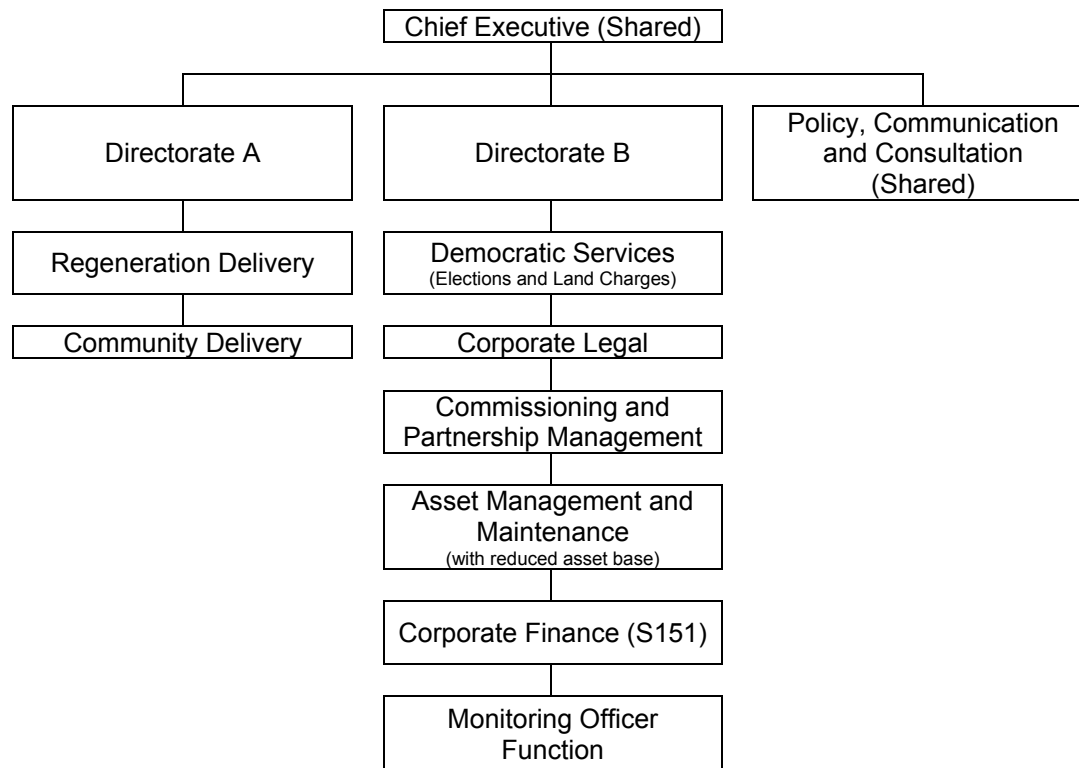 Chief Executive (Shared)
Directorate A
Directorate B
Policy, Communication
and Consultation
(Shared)
Regeneration Delivery
Democratic Services
(Elections and Land Charges)
Community Delivery
Corporate Legal
Commissioning and
Partnership Management
Asset Management and
Maintenance
(with reduced asset base)
Corporate Finance (S151)
Monitoring Officer
Function